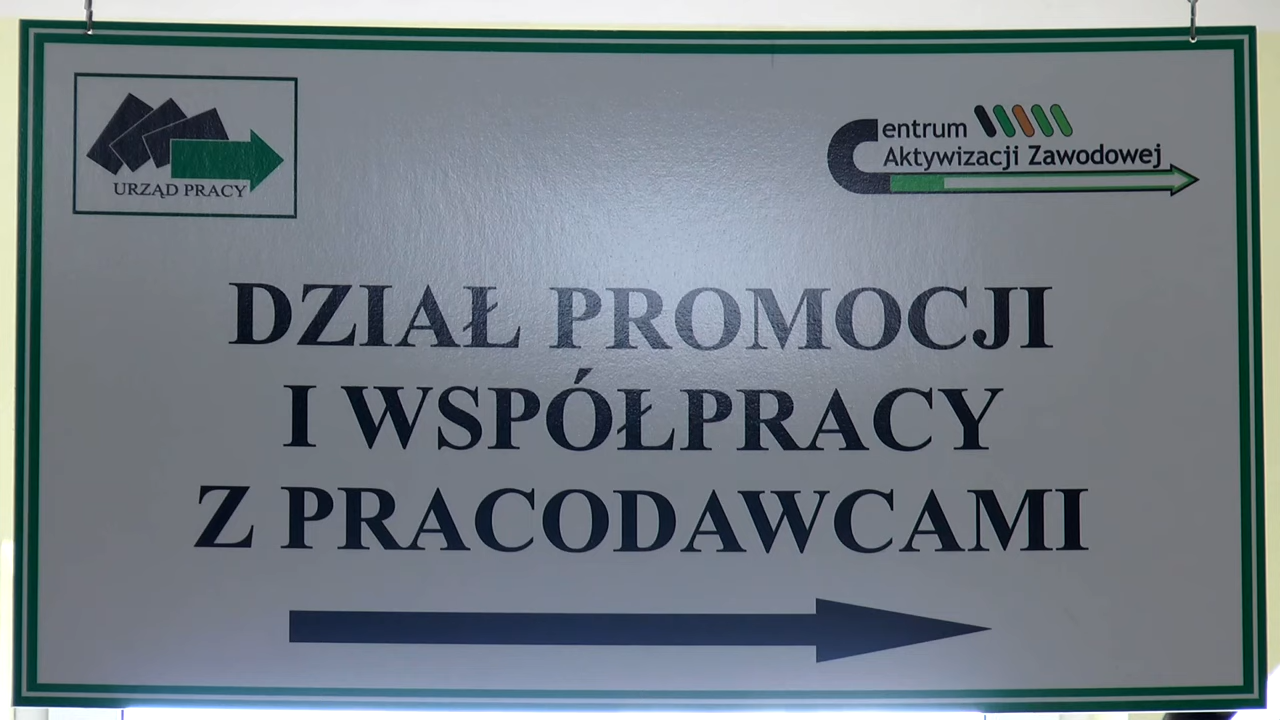 URZĄD PRACY
Centrum
Aktywizacji Zawodowej
DZIAŁ PROMOCJI
I WSPÓŁPRACY
Z PRACODAWCAMI